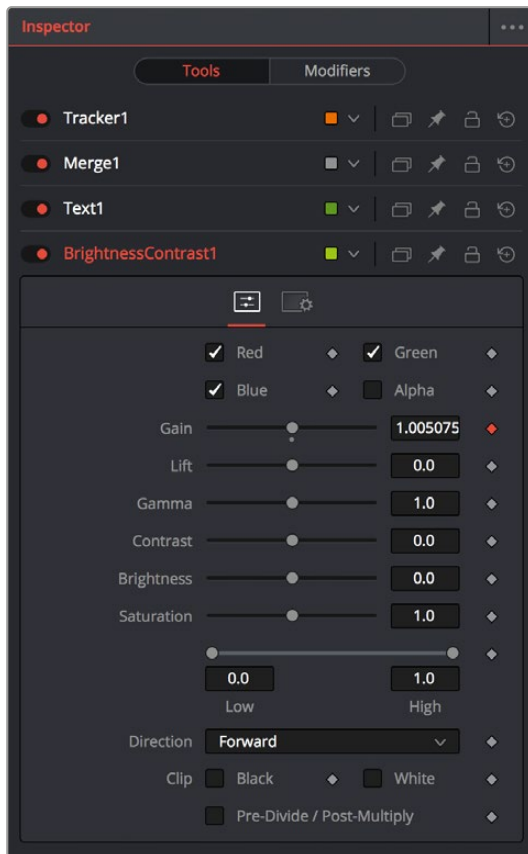 Inspector
Tools Modifiers
Tracker1
Merge1
Text1
BrightnessContrast1
Red Green
Blue Alpha
Gain 1.005075
Lift 0.0
Gamma 1.0
Contrast 0.0
Brightness 0.0
Saturation 1.0
0.0 1.0
Low High
Direction Forward
Clip Black White
Pre-Divide / Post-Multiply